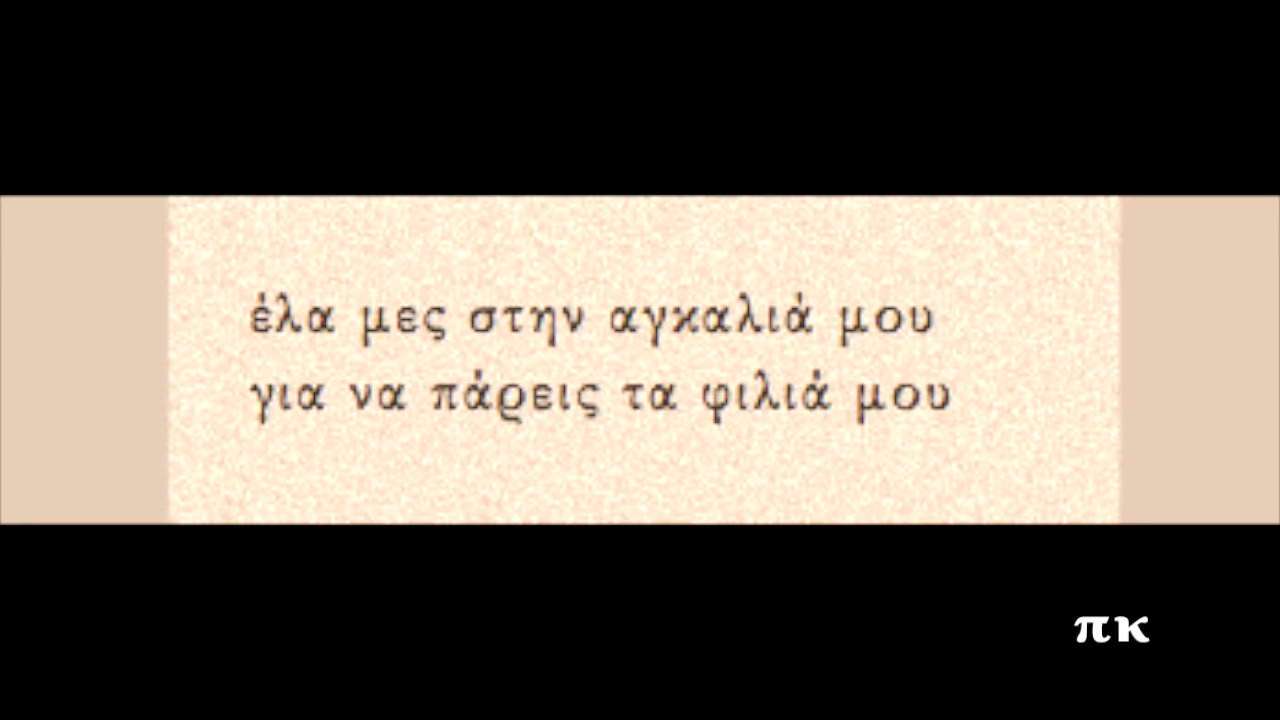 έλα μες στην αγκαλιά μου
για να πάρεις τα φιλιά μου
πκ